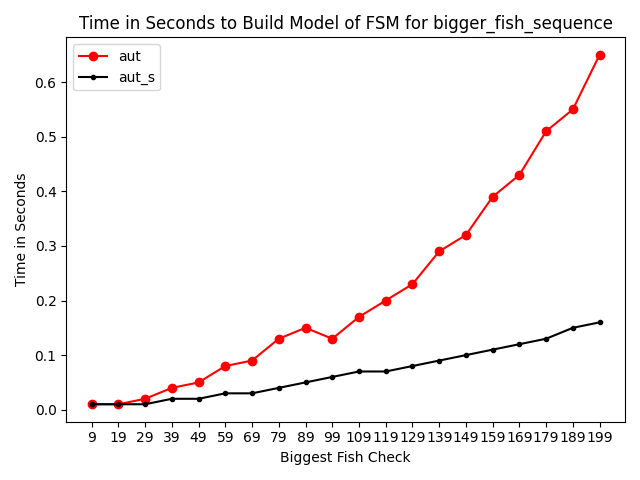 Time in Seconds to Build Model of FSM for bigger_fish_sequence
aut
aut_s
0.6
0.5
0.4
0.3
0.2
0.1
0.0
Time in Seconds
9 19 29 39 49 59 69 79 89 99 109 119 129 139 149 159 169 179 189 199
Biggest Fish Check